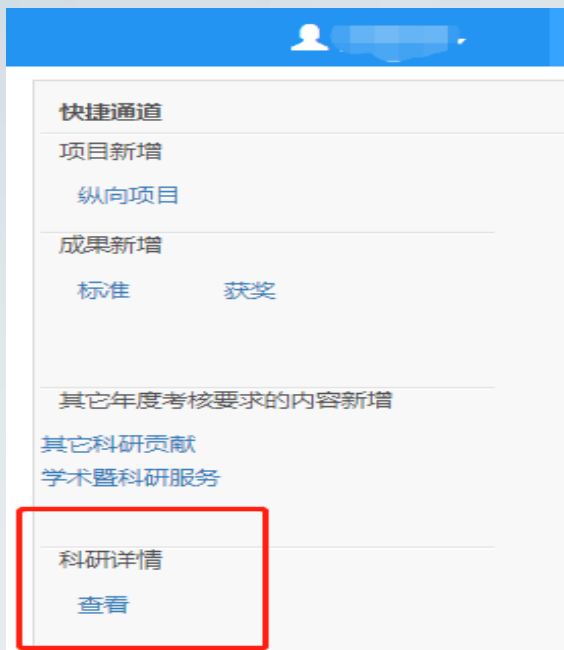 快捷通道
项目新增
纵向项目
成果新增
标准 获奖
其它年度考核要求的内容新增
其它科研贡献
学术暨科研服务
科研详情
查看